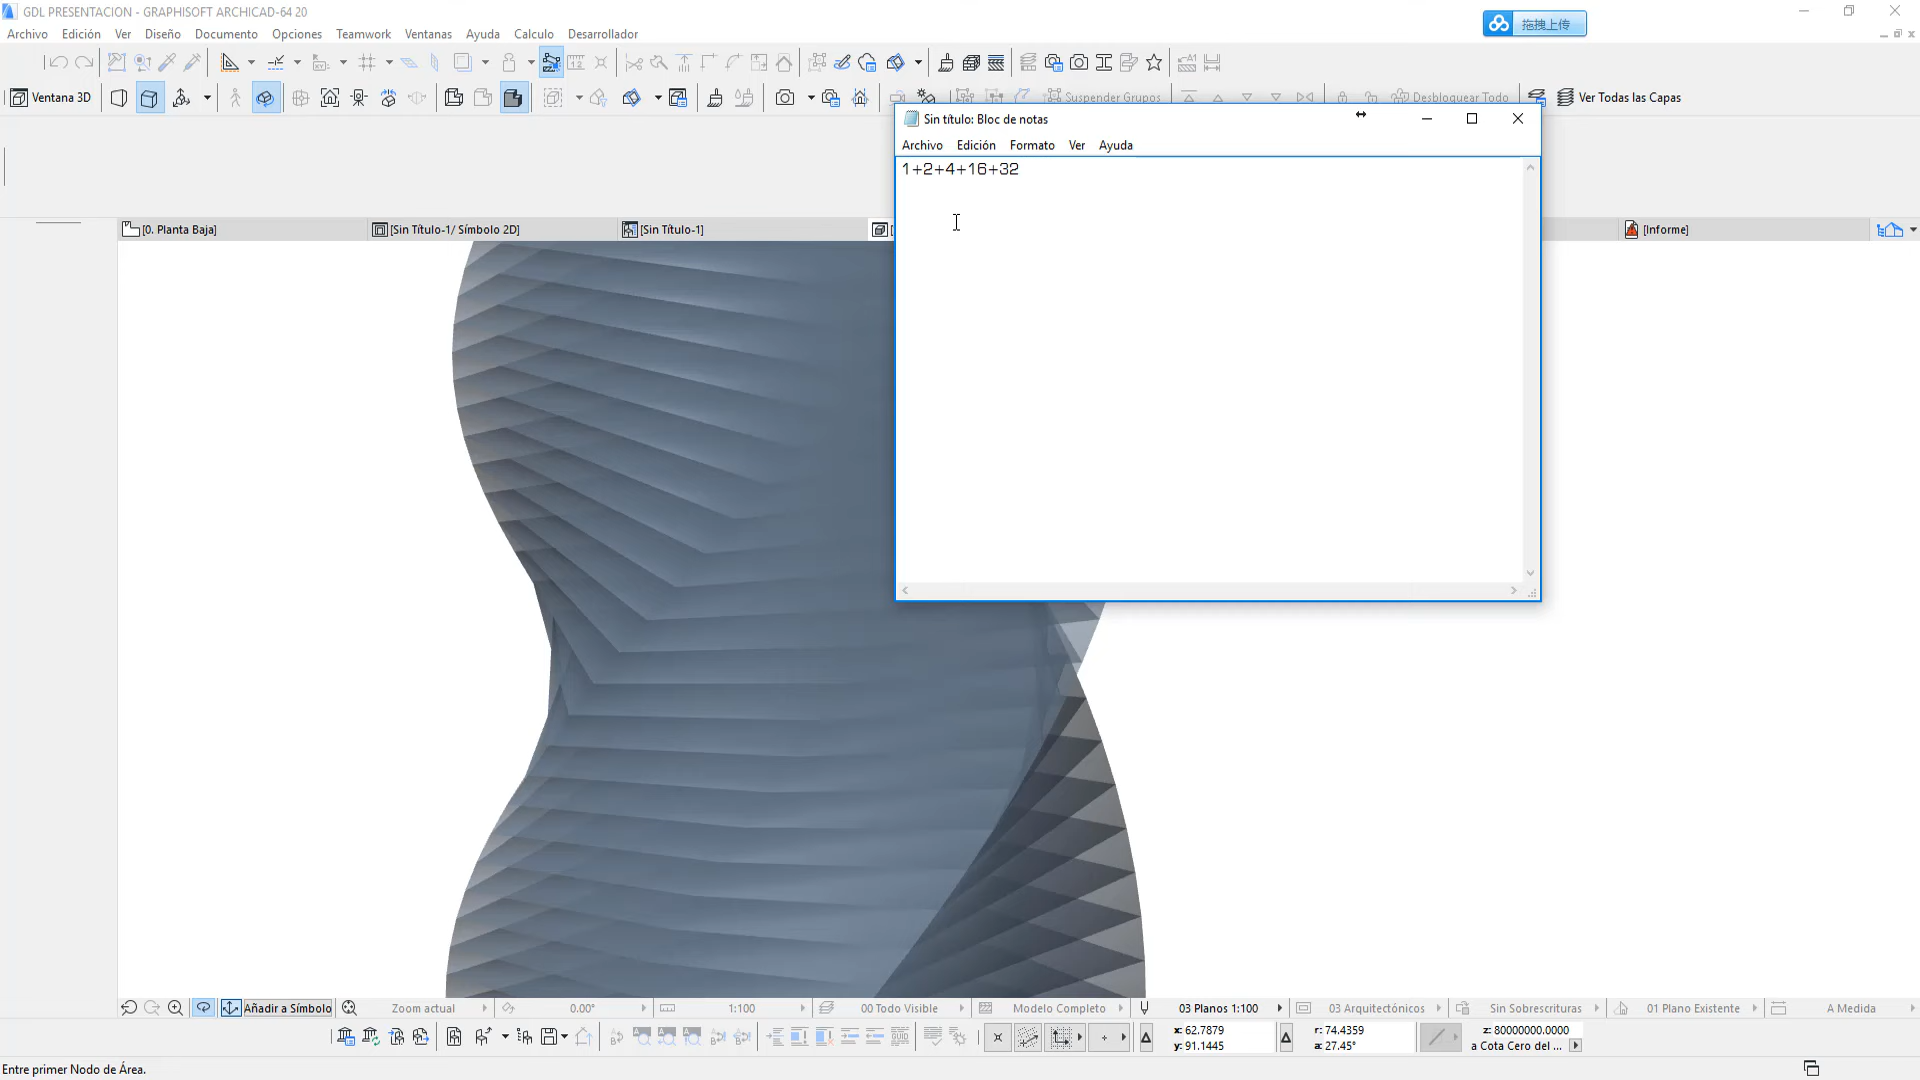 GDL PRESENTACION - GRAPHISOFT ARCHICAD-64 20
拖拽上传
Archivo Edición Ver Diseño Documento Opciones Teamwork Ventanas Ayuda Calculo Desarrollador
Ventana 3D
Suspender Grupos
Desbloquear Todo
Ver Todas las Capas
Sin título: Bloc de notas
Archivo Edición Formato Ver Ayuda
1+2+4+16+32
[0. Planta Baja]
[Sin Título-1/ Símbolo 2D]
[Sin Título-1]
[Informe]
Añadir a Símbolo
Zoom actual
0.00°
1:100
00 Todo Visible
Modelo Completo
03 Planos 1:100
03 Arquitectónicos
Sin Sobrescrituras
01 Plano Existente
A Medida
x: 62.7879
y: 91.1445
r: 74.4359
a: 27.45°
z: 80000000.0000
a Cota Cero del ...
Entre primer Nodo de Área.